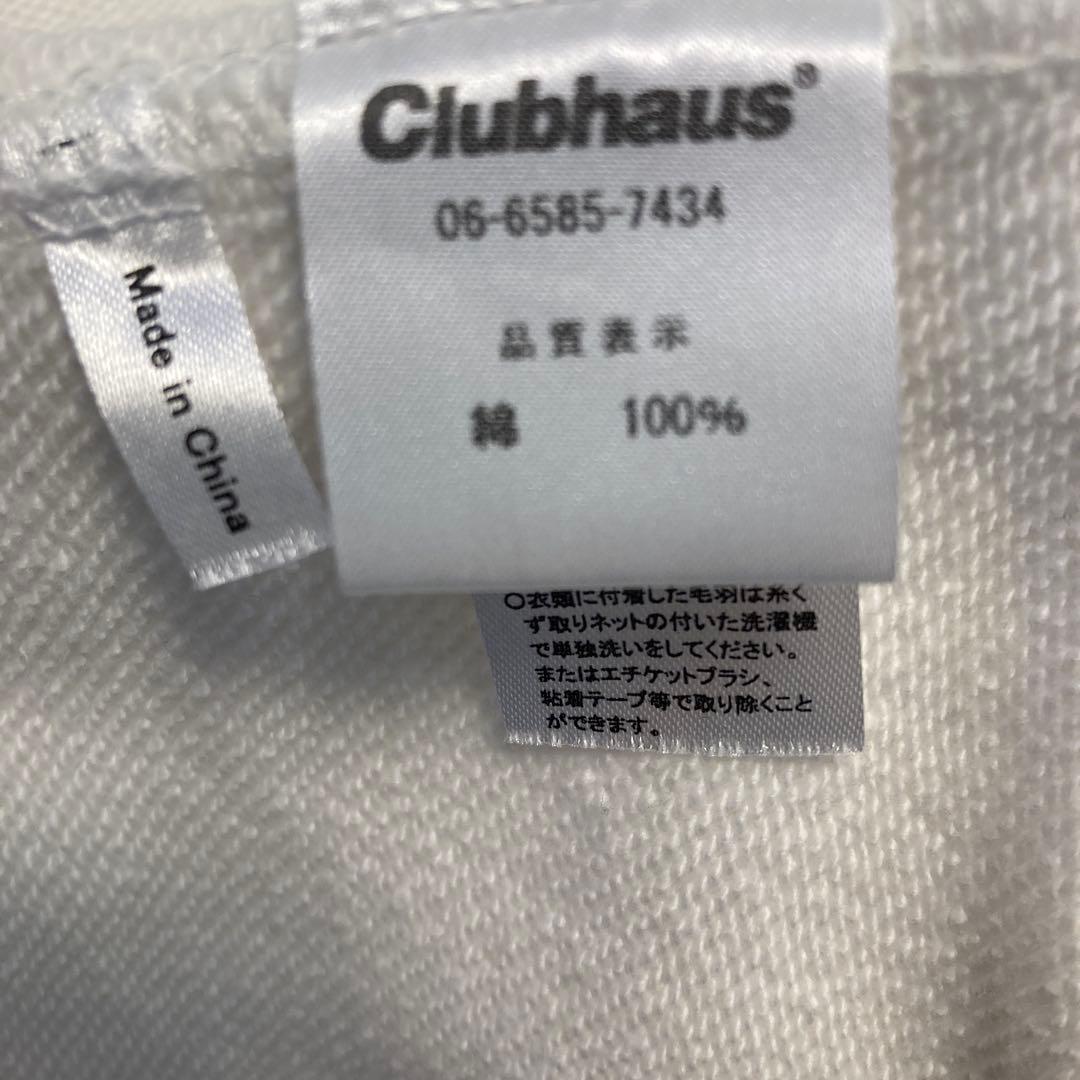 Clubhaus®
06-6585-7434
品質表示
綿 100%
Made in China
○衣類に付着した毛羽は糸く
ず取りネットの付いた洗濯機
で単独洗いをしてください。
またはエチケットブラシ、
粘着テープ等で取り除くこと
ができます。